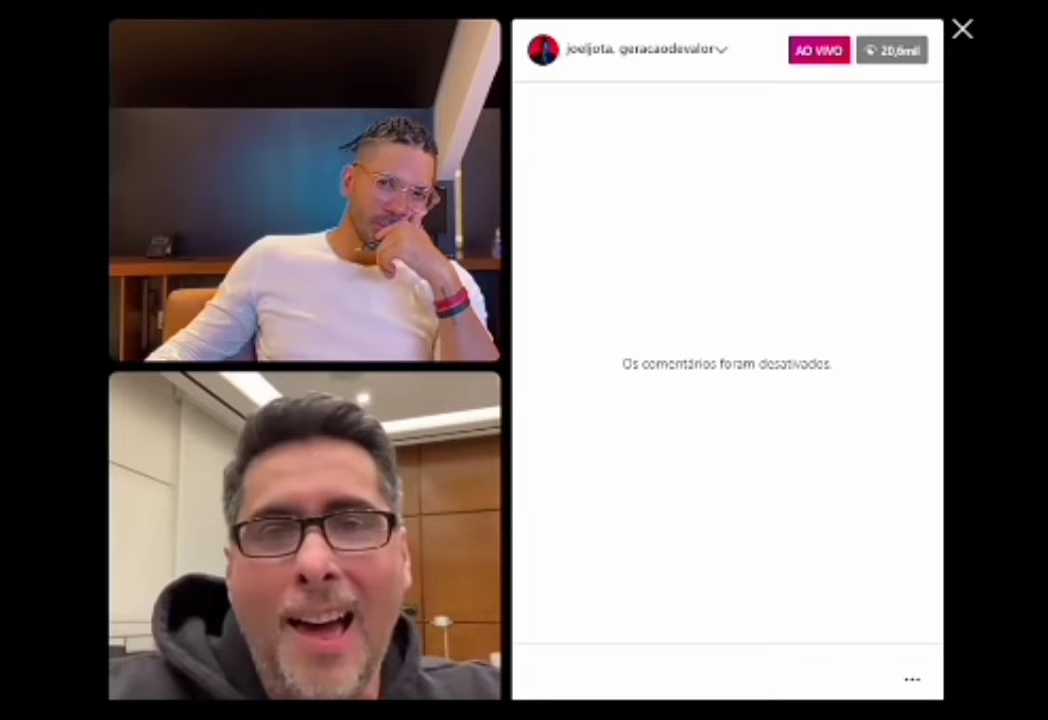 joeljota, geracaodevalor
AO VIVO
20,6mil
Os comentários foram desativados.